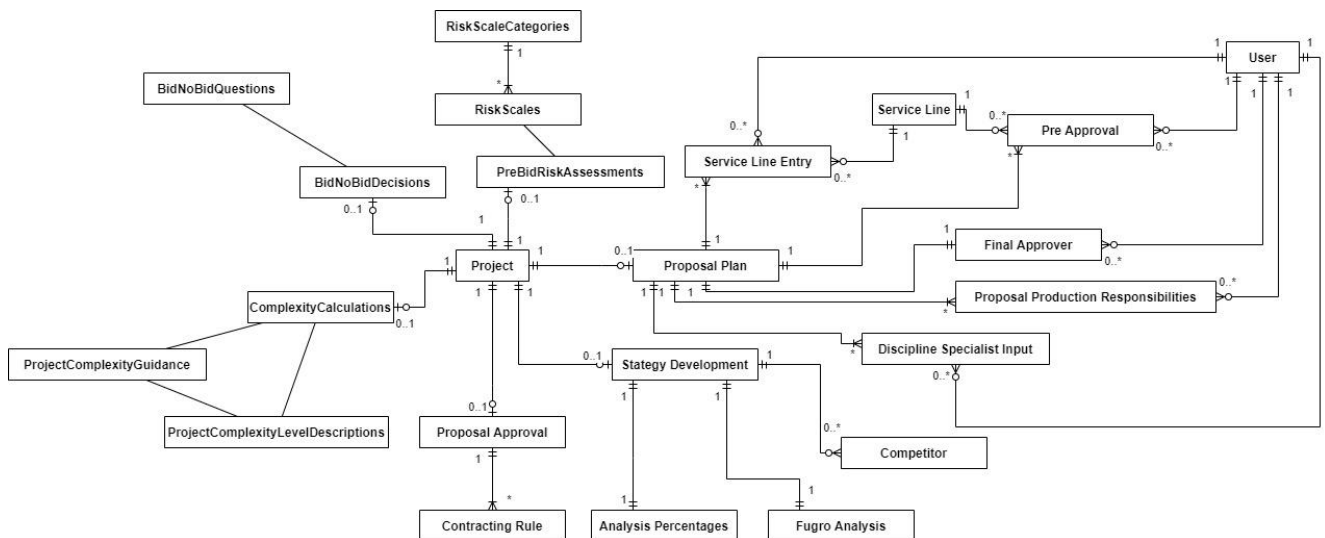 RiskScaleCategories
1
*
RiskScales
BidNoBidQuestions
BidNoBidDecisions
0..1
1
PreBidRiskAssessments
0..1
1
User
1
1
1
1
1
Service Line
1
1
Pre Approval
0..*
*
0..*
Service Line Entry
0..*
*
0..*
Project
1
1
1
1
Proposal Plan
0..1
1
1
1
1
1
Final Approver
1
0..*
Proposal Production Responsibilities
*
0..*
ComplexityCalculations
0..1
ProjectComplexityGuidance
ProjectComplexityLevelDescriptions
Discipline Specialist Input
*
0..*
Stategy Development
0..1
1
1
1
Proposal Approval
0..1
1
Competitor
0..*
Contracting Rule
*
Analysis Percentages
1
Fugro Analysis
1